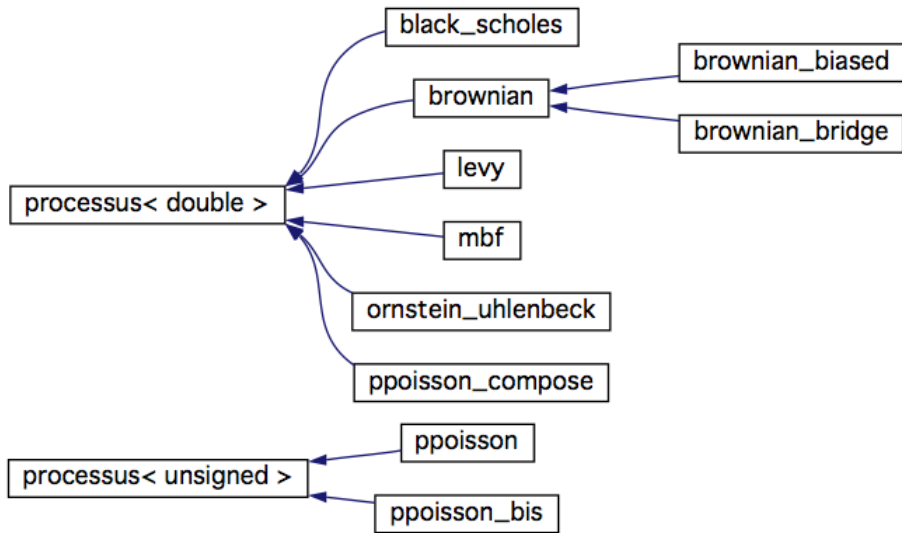 black_scholes
brownian
brownian_biased
brownian_bridge
levy
processus< double >
mbf
ornstein_uhlenbeck
ppoisson_compose
ppoisson
processus< unsigned >
ppoisson_bis